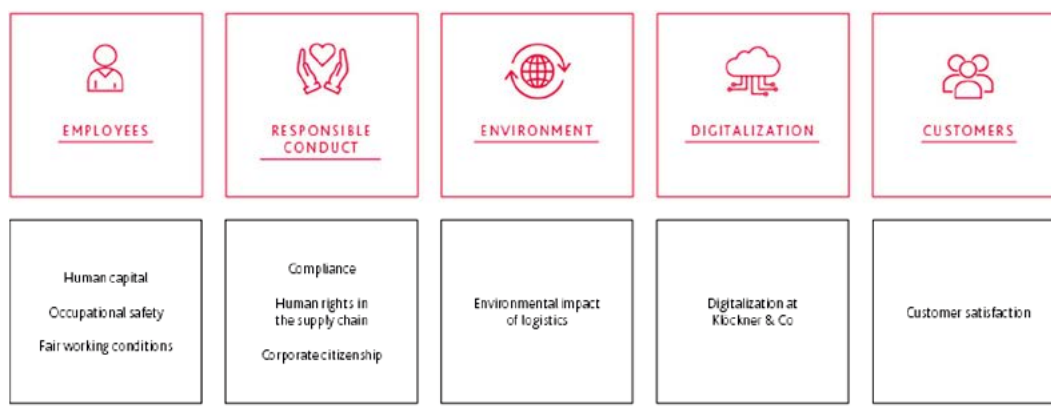 EMPLOYEES
RESPONSIBLE
CONDUCT
ENVIRONMENT
DIGITALIZATION
CUSTOMERS
Human capital
Occupational safety
Fair working conditions
Compliance
Human rights in
the supply chain
Corporate citizenship
Environmental impact
of logistics
Digitalization at
Klöckner & Co
Customer satisfaction